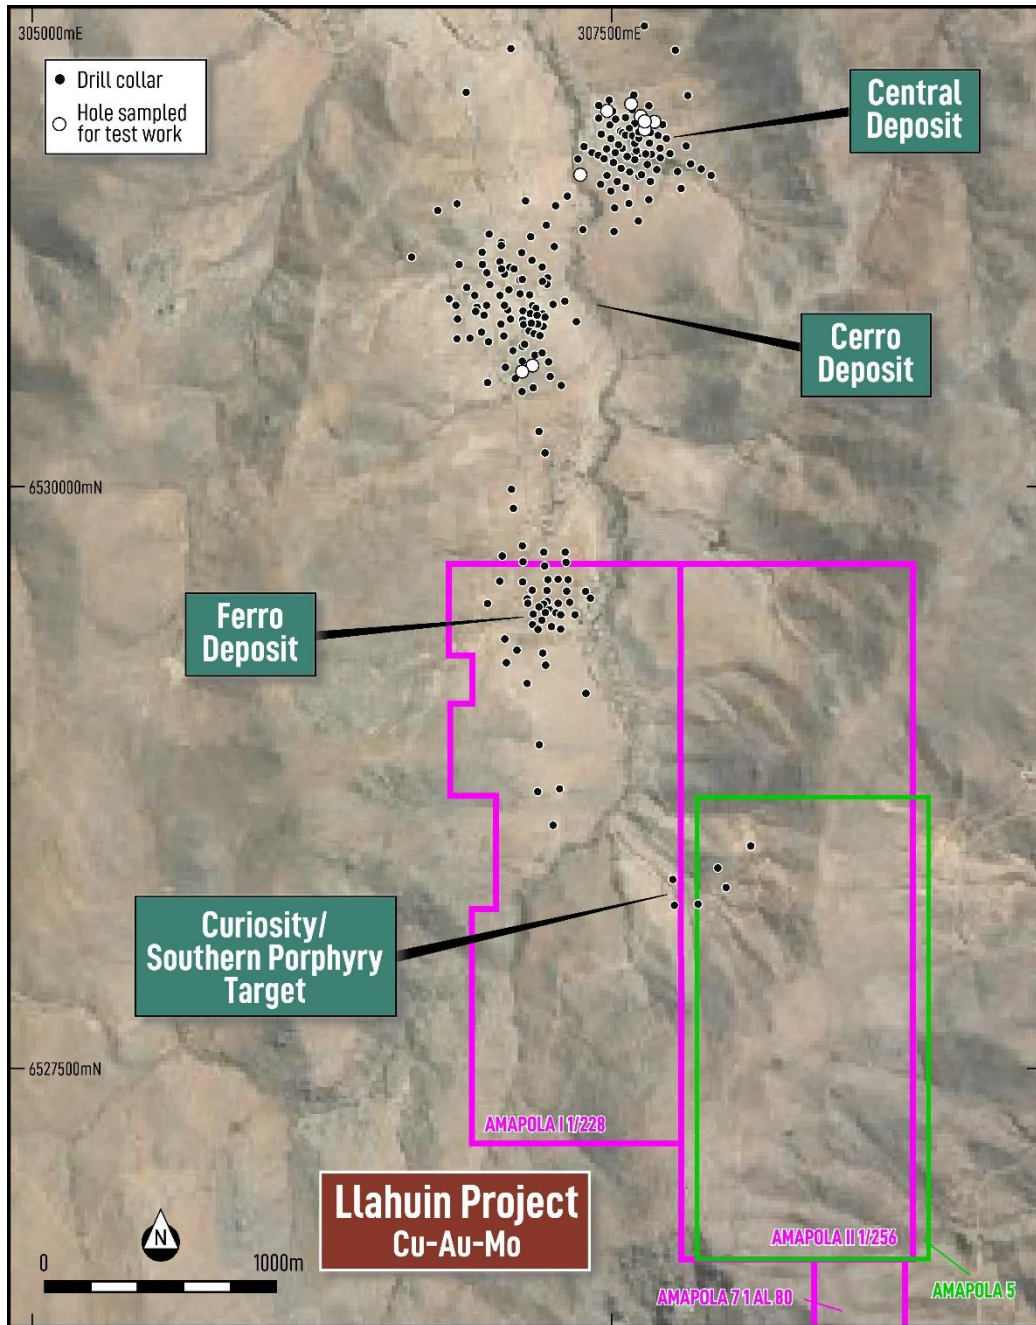 305000mE
307500mE
Drill collar
Hole sampled
for test work
Central
Deposit
Cerro
Deposit
6530000mN
Ferro
Deposit
Curiosity/
Southern Porphyry
Target
6527500mN
AMAPOLA I 1/228
Llahuin Project
Cu-Au-Mo
N
0
1000m
AMAPOLA II 1/256
AMAPOLA 7 1 AL 80
AMAPOLA 5